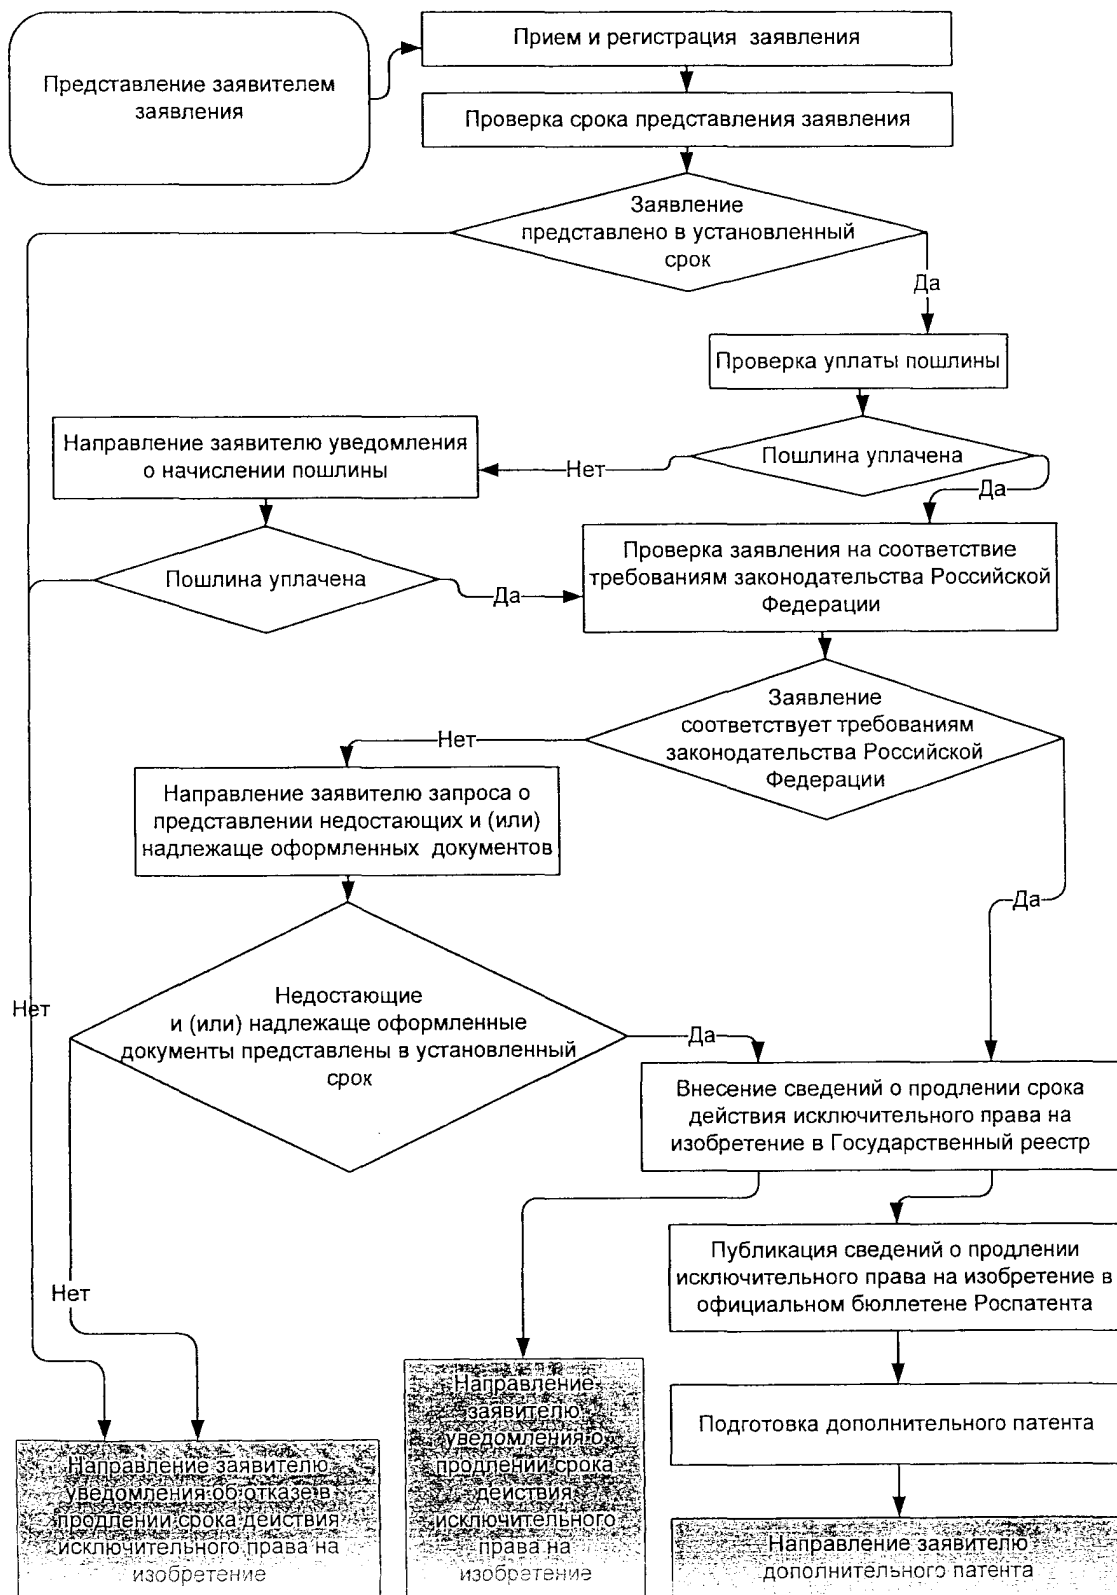 Представление заявителем
заявления
Прием и регистрация заявления
Проверка срока представления заявления
Заявление
представлено в установленный
срок
Да
Проверка уплаты пошлины
Направление заявителю уведомления
о начислении пошлины
Нет
Пошлина уплачена
Да
Пошлина уплачена
Да
Проверка заявления на соответствие
требованиям законодательства Российской
Федерации
Заявление
соответствует требованиям
законодательства Российской
Федерации
Нет
Направление заявителю запроса о
представлении недостающих и (или)
надлежаще оформленных документов
Да
Недостающие
и (или) надлежаще оформленные
документы представлены в установленный
срок
Нет
Да
Внесение сведений о продлении срока
действия исключительного права на
изобретение в Государственный реестр
Публикация сведений о продлении
исключительного права на изобретение в
официальном бюллетене Роспатента
Нет
Направление
заявителю
уведомления о
продлении срока
действия
исключительного
права на
изобретение
Подготовка дополнительного патента
Направление заявителю
уведомления об отказе в
продлении срока действия
исключительного права на
изобретение
Направление заявителю
дополнительного патента